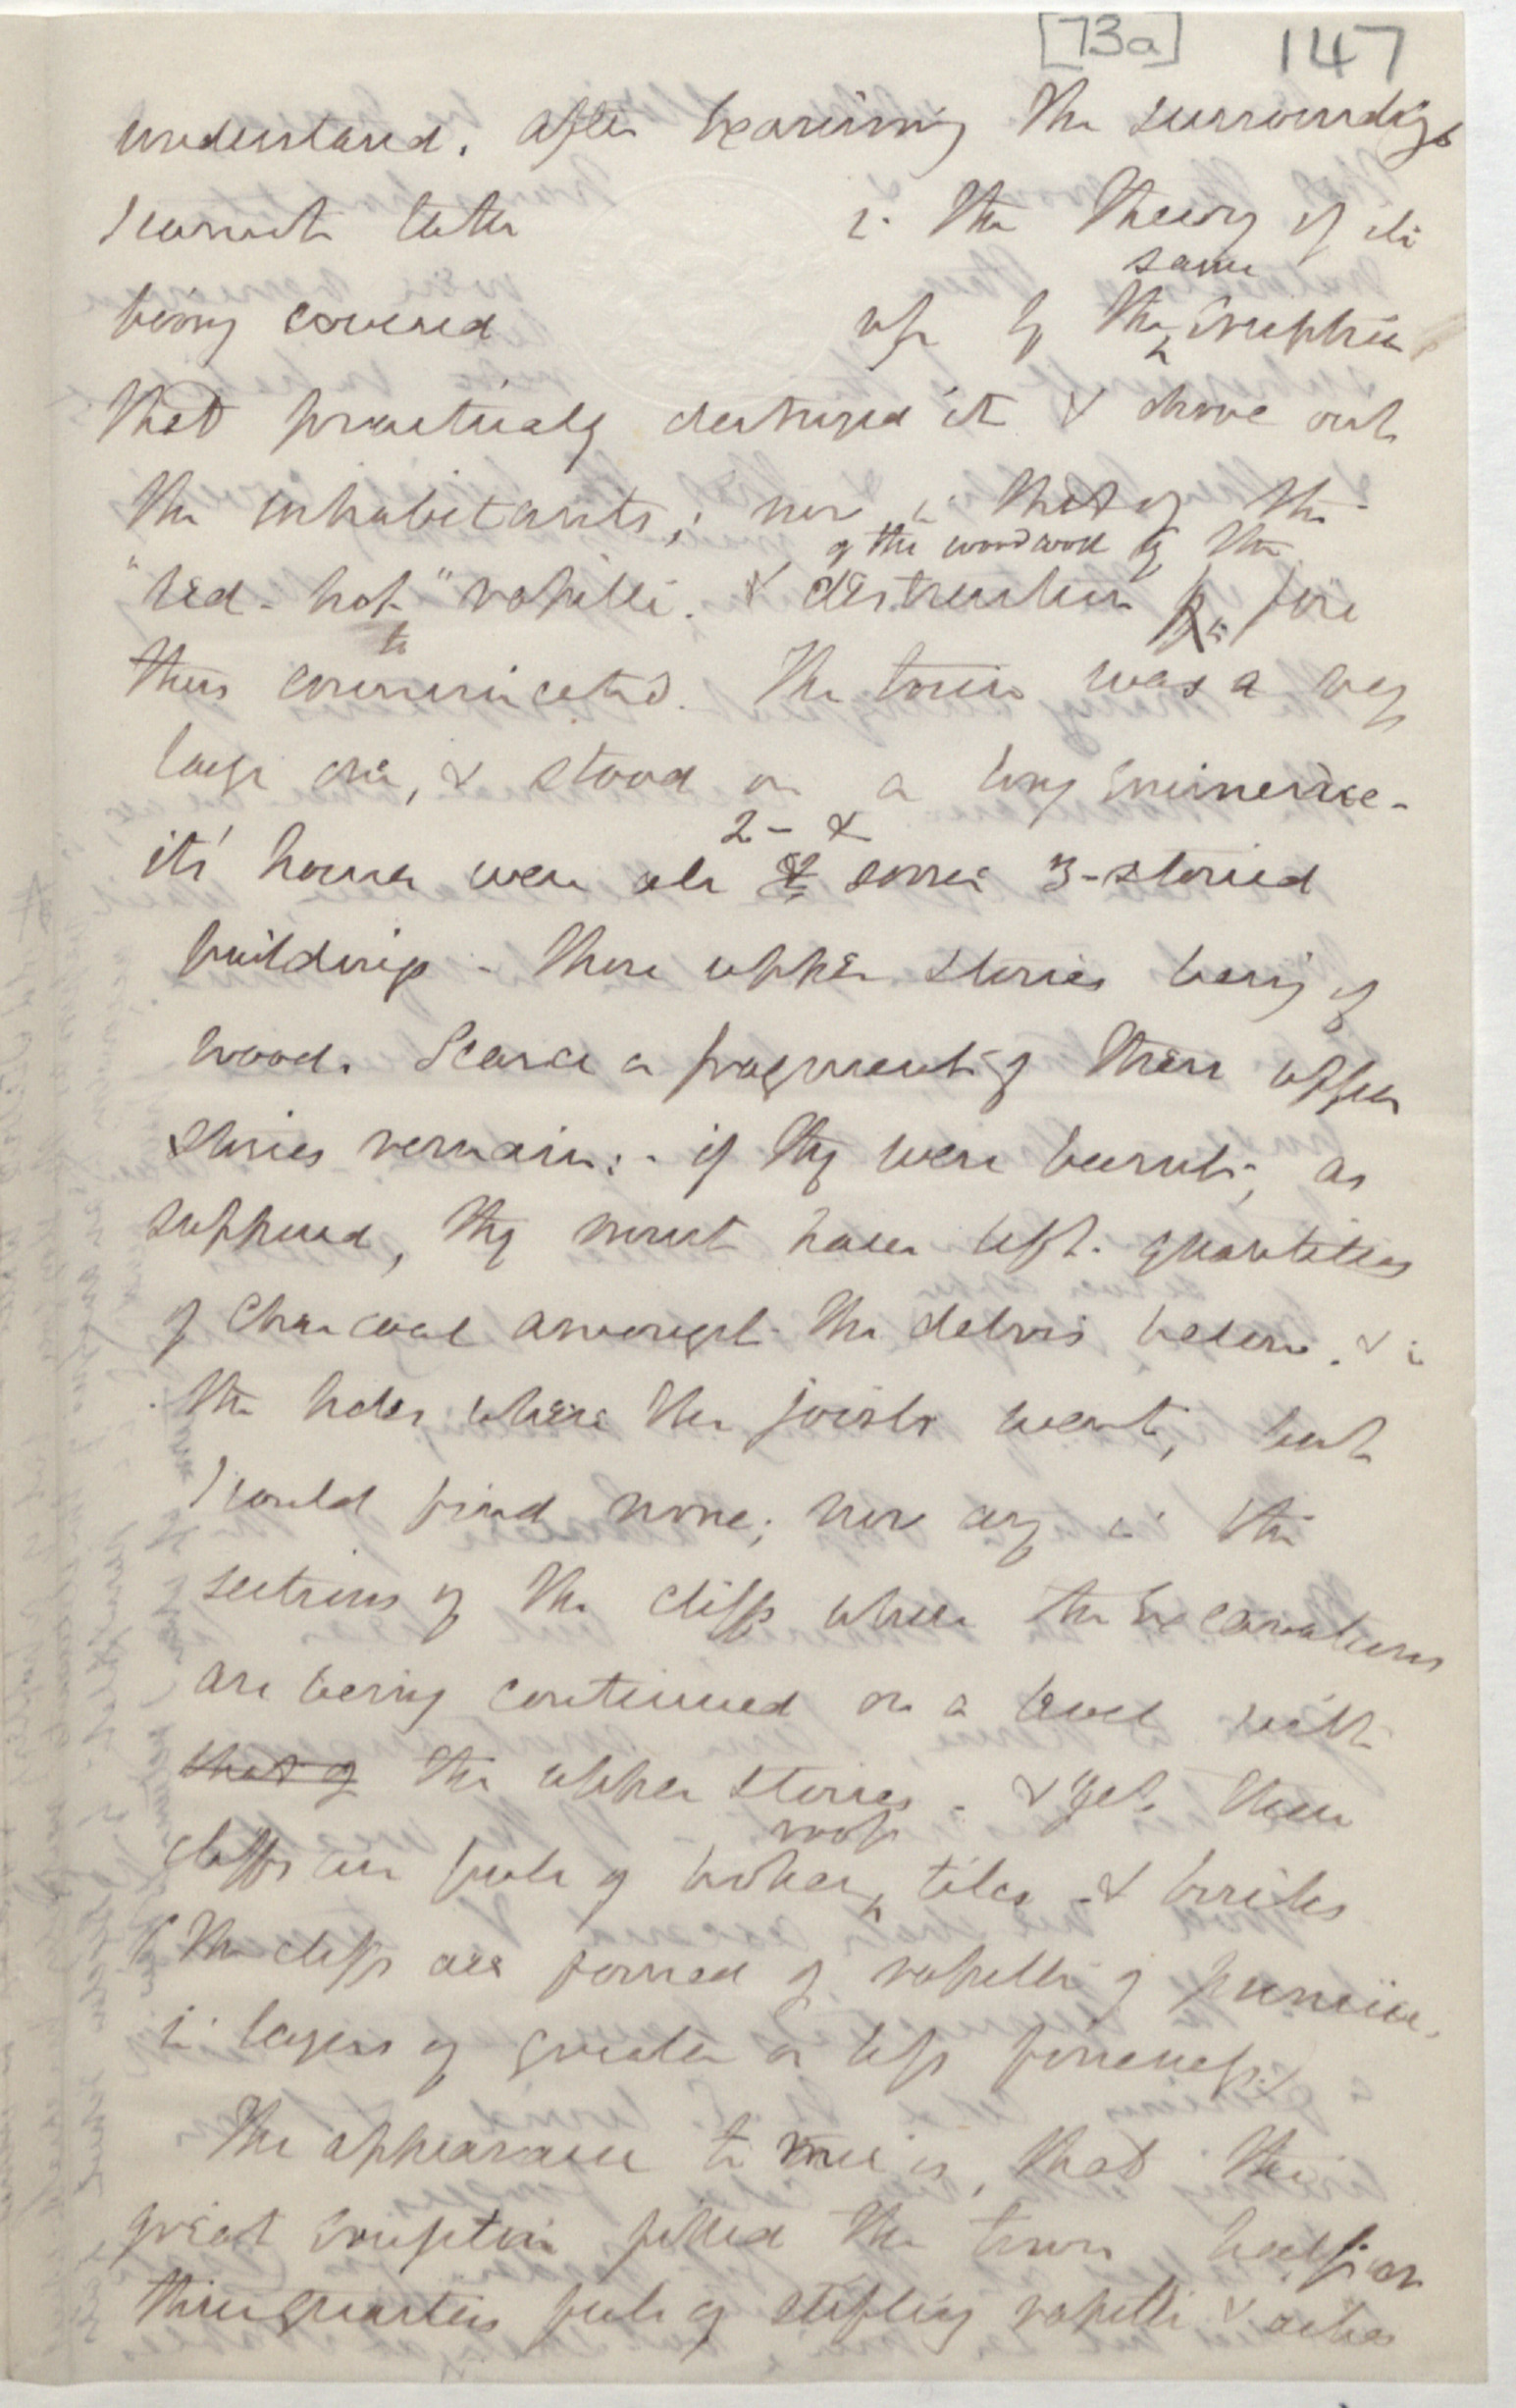 [73a] 147
understand. After Examining the surroundings
I cannot take in the theory of its
being covered up by the same Eruption
that practically destroyed it & drove out
the inhabitants; nor in that of the
"red-hot" rapilli. & destruction of the woodwork by the fire
thus communicated. The town was a very
large one, & stood on a long Eminence -
its' houses were all 2- & some 3-storied
buildings - these upper stories being of
wood. Scarce a fragment of these upper
stories remain: - if they were burnt, as
supposed, they must have left quantities
of Charcoal amongst the debris below. & in
the holes where the joists went, but
I could find none; nor any in the
sections of the cliffs where the Excavations
are being continued on a level with
that of the upper stories - & yet these
cliffs are full of broken roof tiles & bricks
(The cliffs are formed of rapilli of pumice,
in layers of greater or less fineness.)
The appearance to me is, that the
great Eruption filled the town half or
three quarters full of stifling rapilli & ashes